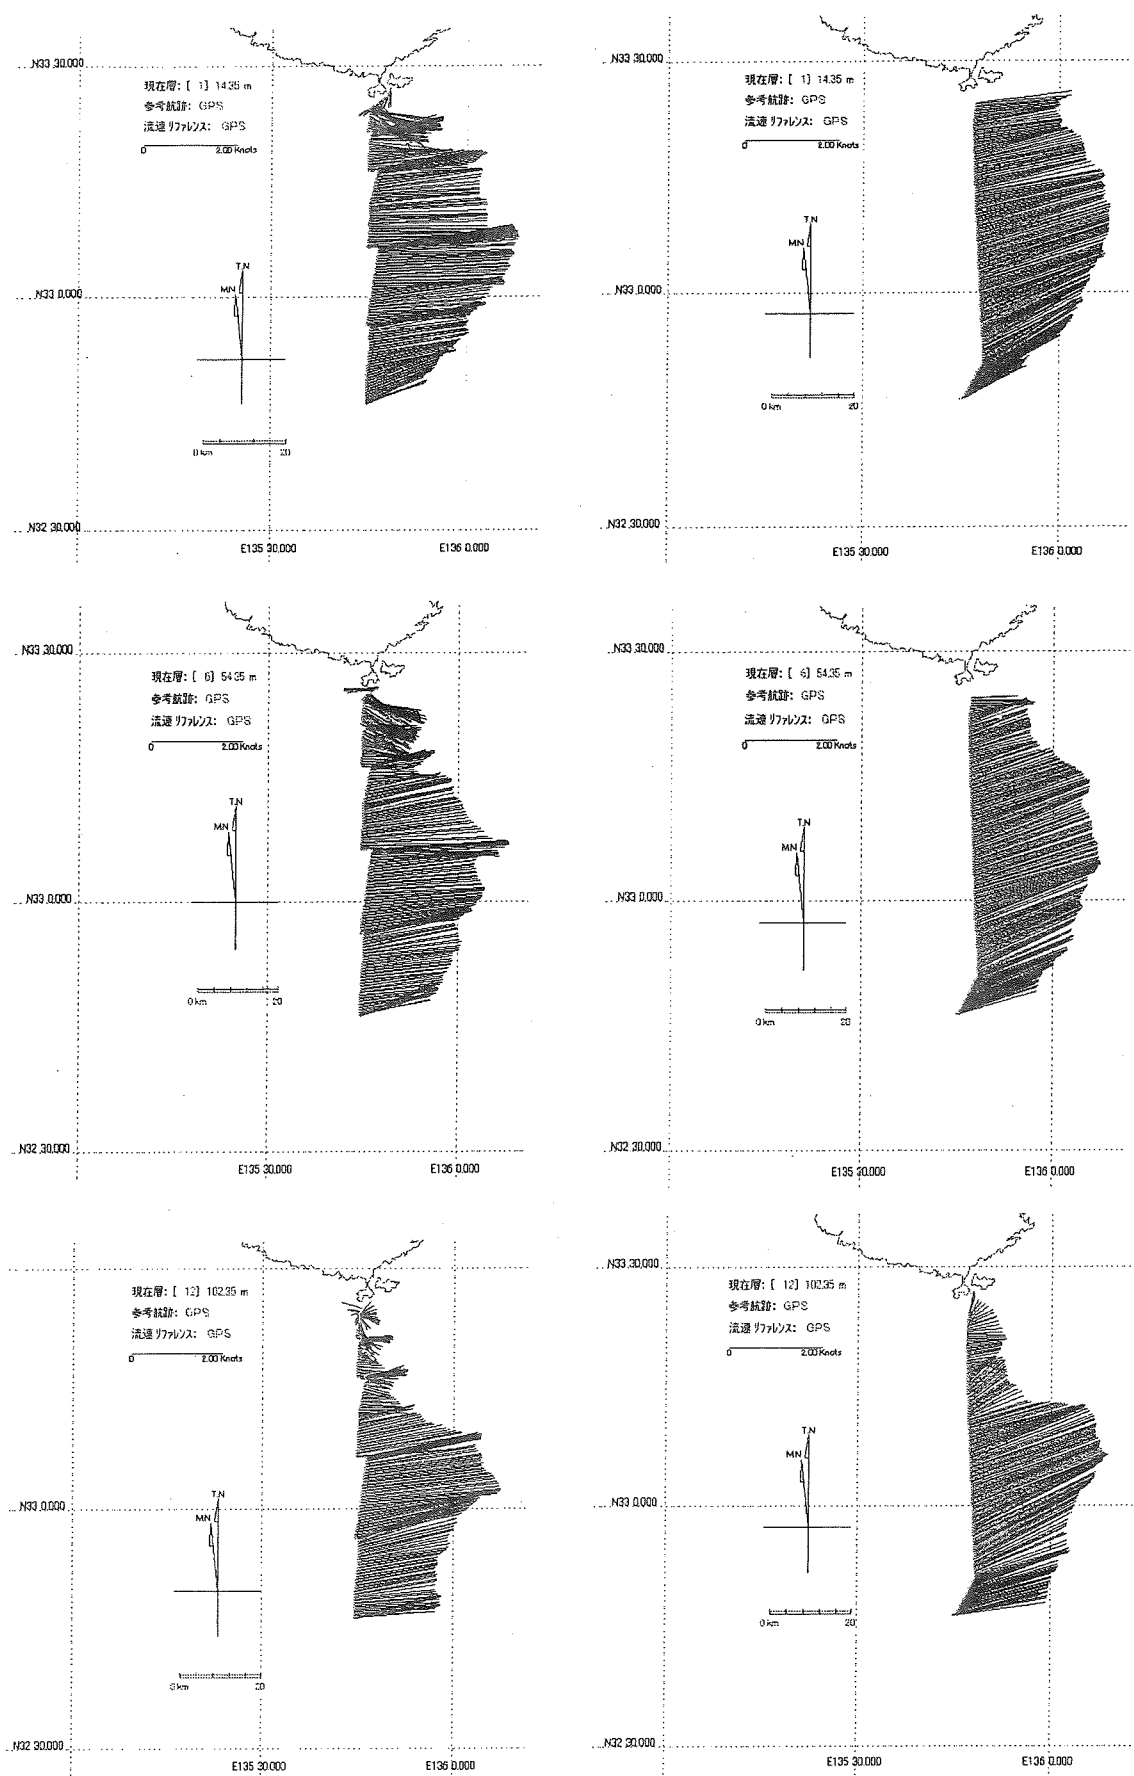 N33 30.000
現在層: [ 1] 14.35 m
参考航跡: GPS
流速 リファレンス: GPS
0 2.00 Knots
T.N
MN
N33 0.000
0 km 20
N32 30.000
E135 30.000 E136 0.000
N33 30.000
現在層: [ 1] 14.35 m
参考航跡: GPS
流速 リファレンス: GPS
0 2.00 Knots
T.N
MN
N33 0.000
0 km 20
N32 30.000
E135 30.000 E136 0.000
N33 30.000
現在層: [ 6] 54.35 m
参考航跡: GPS
流速 リファレンス: GPS
0 2.00 Knots
T.N
MN
N33 0.000
0 km 20
N32 30.000
E135 30.000 E136 0.000
N33 30.000
現在層: [ 6] 54.35 m
参考航跡: GPS
流速 リファレンス: GPS
0 2.00 Knots
T.N
MN
N33 0.000
0 km 20
N32 30.000
E135 30.000 E136 0.000
N33 30.000
現在層: [ 12] 102.35 m
参考航跡: GPS
流速 リファレンス: GPS
0 2.00 Knots
T.N
MN
N33 0.000
0 km 20
N32 30.000
E135 30.000 E136 0.000
N33 30.000
現在層: [ 12] 102.35 m
参考航跡: GPS
流速 リファレンス: GPS
0 2.00 Knots
T.N
MN
N33 0.000
0 km 20
N32 30.000
E135 30.000 E136 0.000